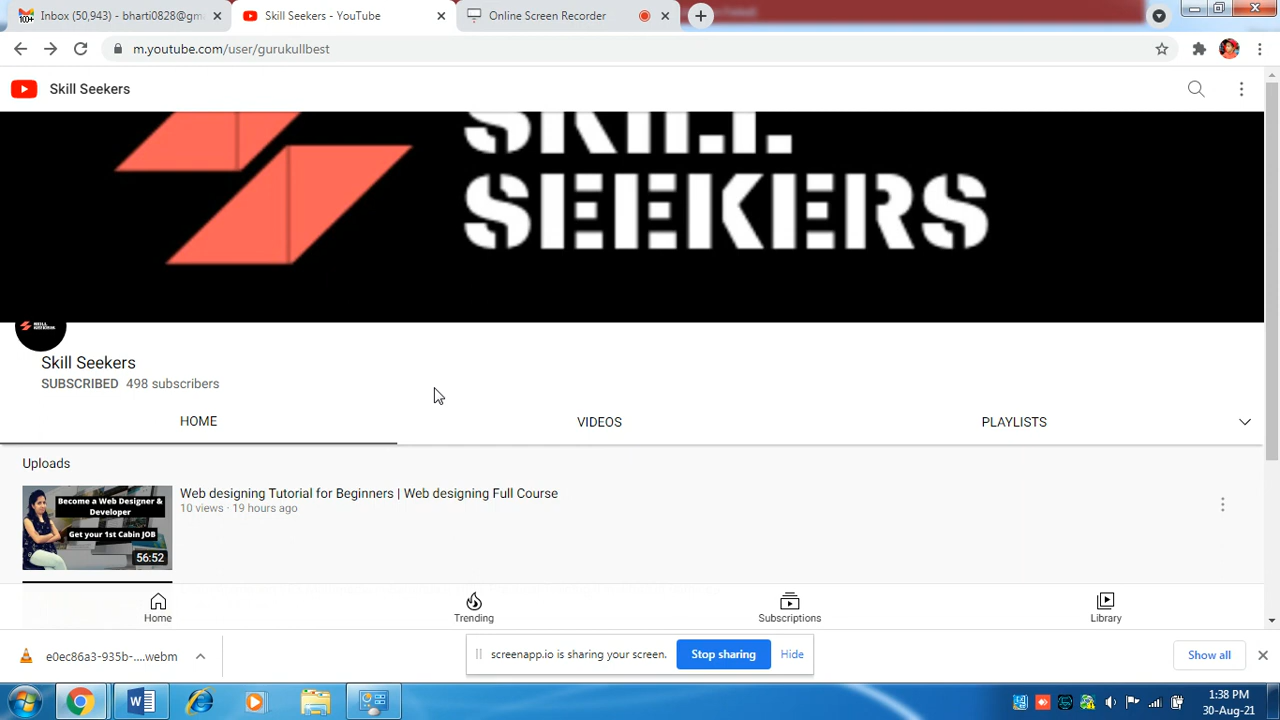 Inbox (50,943) - bharti0828@gm
Skill Seekers - YouTube
Online Screen Recorder
m.youtube.com/user/gurukullbest
Skill Seekers
SKILL
SEEKERS
Skill Seekers
SUBSCRIBED 498 subscribers
HOME
VIDEOS
PLAYLISTS
Uploads
Become a Web Designer &
Developer
Get your 1st Cabin JOB
56:52
Web designing Tutorial for Beginners | Web designing Full Course
10 views · 19 hours ago
Home
Trending
Subscriptions
Library
e0ec86a3-935b-....webm
screenapp.io is sharing your screen.
Stop sharing
Hide
Show all
1:38 PM
30-Aug-21